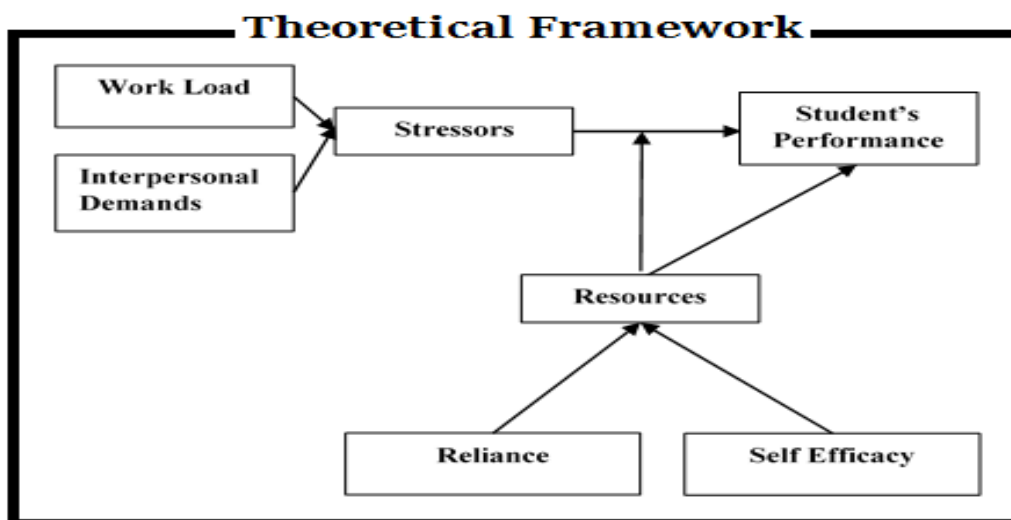 Theoretical Framework
Work Load
Stressors
Student's
Performance
Interpersonal
Demands
Resources
Reliance
Self Efficacy